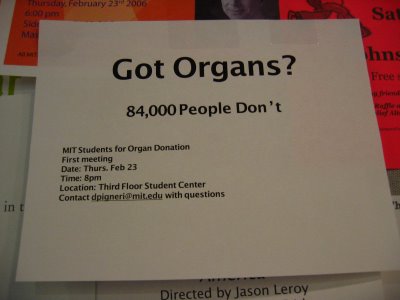 Thursday, February 23rd 2006
6:00 pm
Got Organs?
84,000 People Don't
MIT Students for Organ Donation
First meeting
Date: Thurs. Feb 23
Time: 8pm
Location: Third Floor Student Center
Contact dpigneri@mit.edu with questions
Free
in t
Directed by Jason Leroy